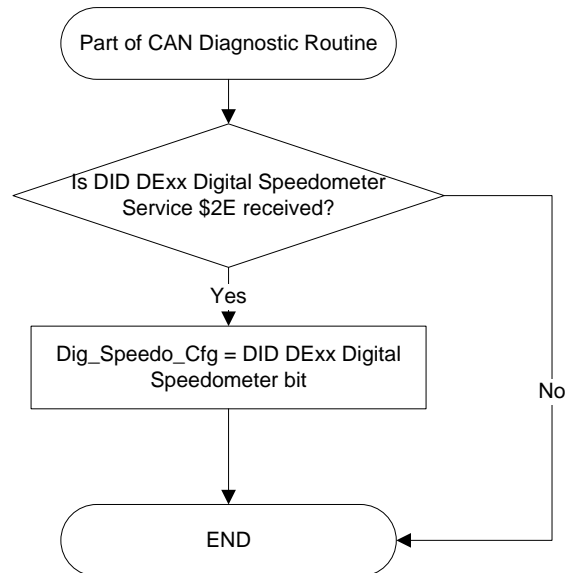 Part of CAN Diagnostic Routine
Is DID DExx Digital Speedometer
Service $2E received?
Yes
Dig_Speedo_Cfg = DID DExx Digital
Speedometer bit
No
END